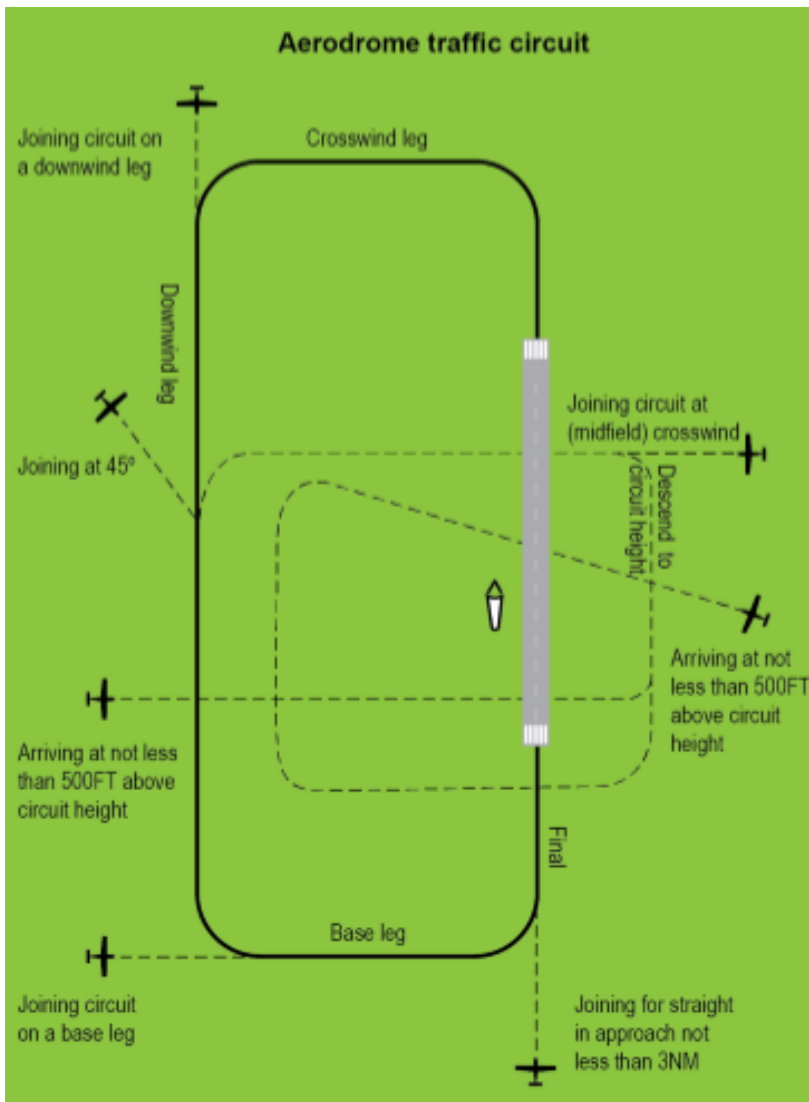 Aerodrome traffic circuit
Joining circuit on
a downwind leg
Crosswind leg
Downwind leg
Joining at 45º
Joining circuit at
(midfield) crosswind
Descend to
circuit height
Arriving at not
less than 500FT
above circuit
height
Arriving at not less
than 500FT above
circuit height
Final
Base leg
Joining circuit
on a base leg
Joining for straight
in approach not
less than 3NM